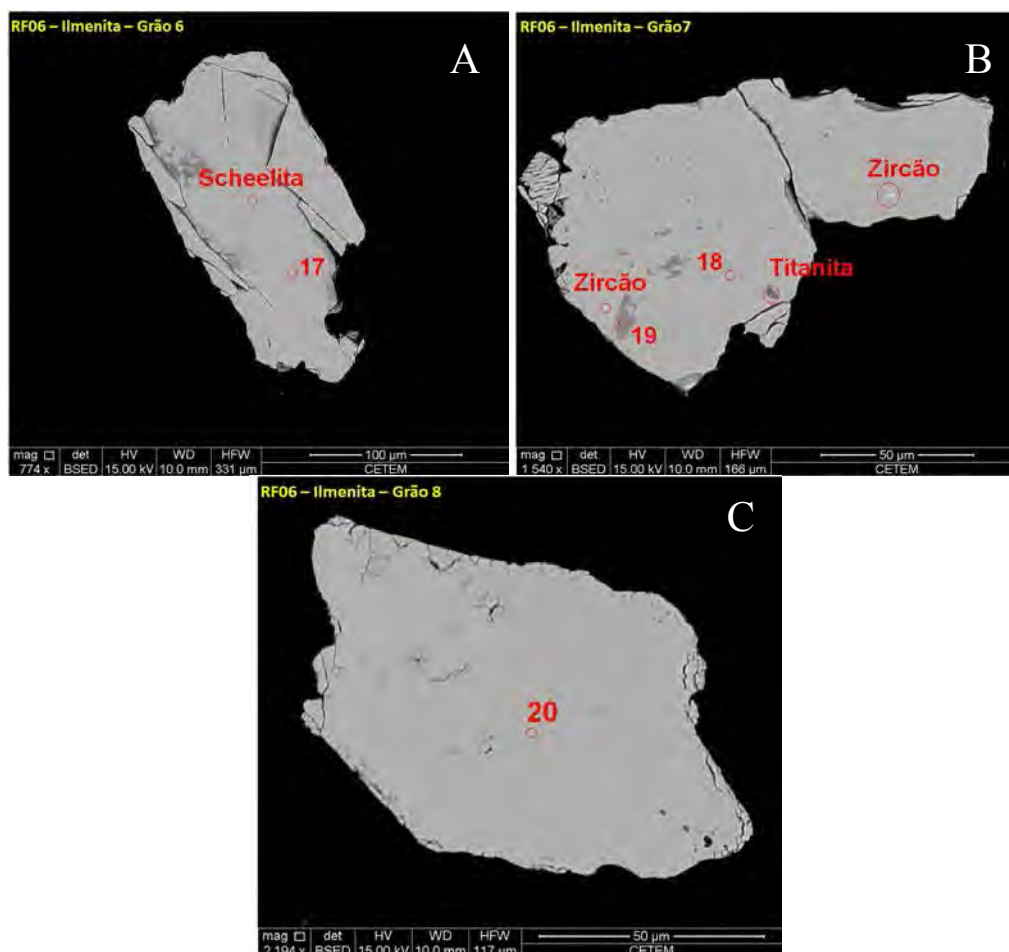 RF06 – Ilmenita – Grão 6
A
Scheelita
17
mag □ det HV WD HFW 100 µm
774 x BSED 15.00 kV 10.0 mm 331 µm CETEM
RF06 – Ilmenita – Grão7
B
Zircão
18
Titanita
Zircão
19
mag □ det HV WD HFW 50 µm
1 540 x BSED 15.00 kV 10.0 mm 166 µm CETEM
RF06 – Ilmenita – Grão 8
C
20
mag □ det HV WD HFW 50 µm
2 194 x BSED 15.00 kV 10.0 mm 117 µm CETEM